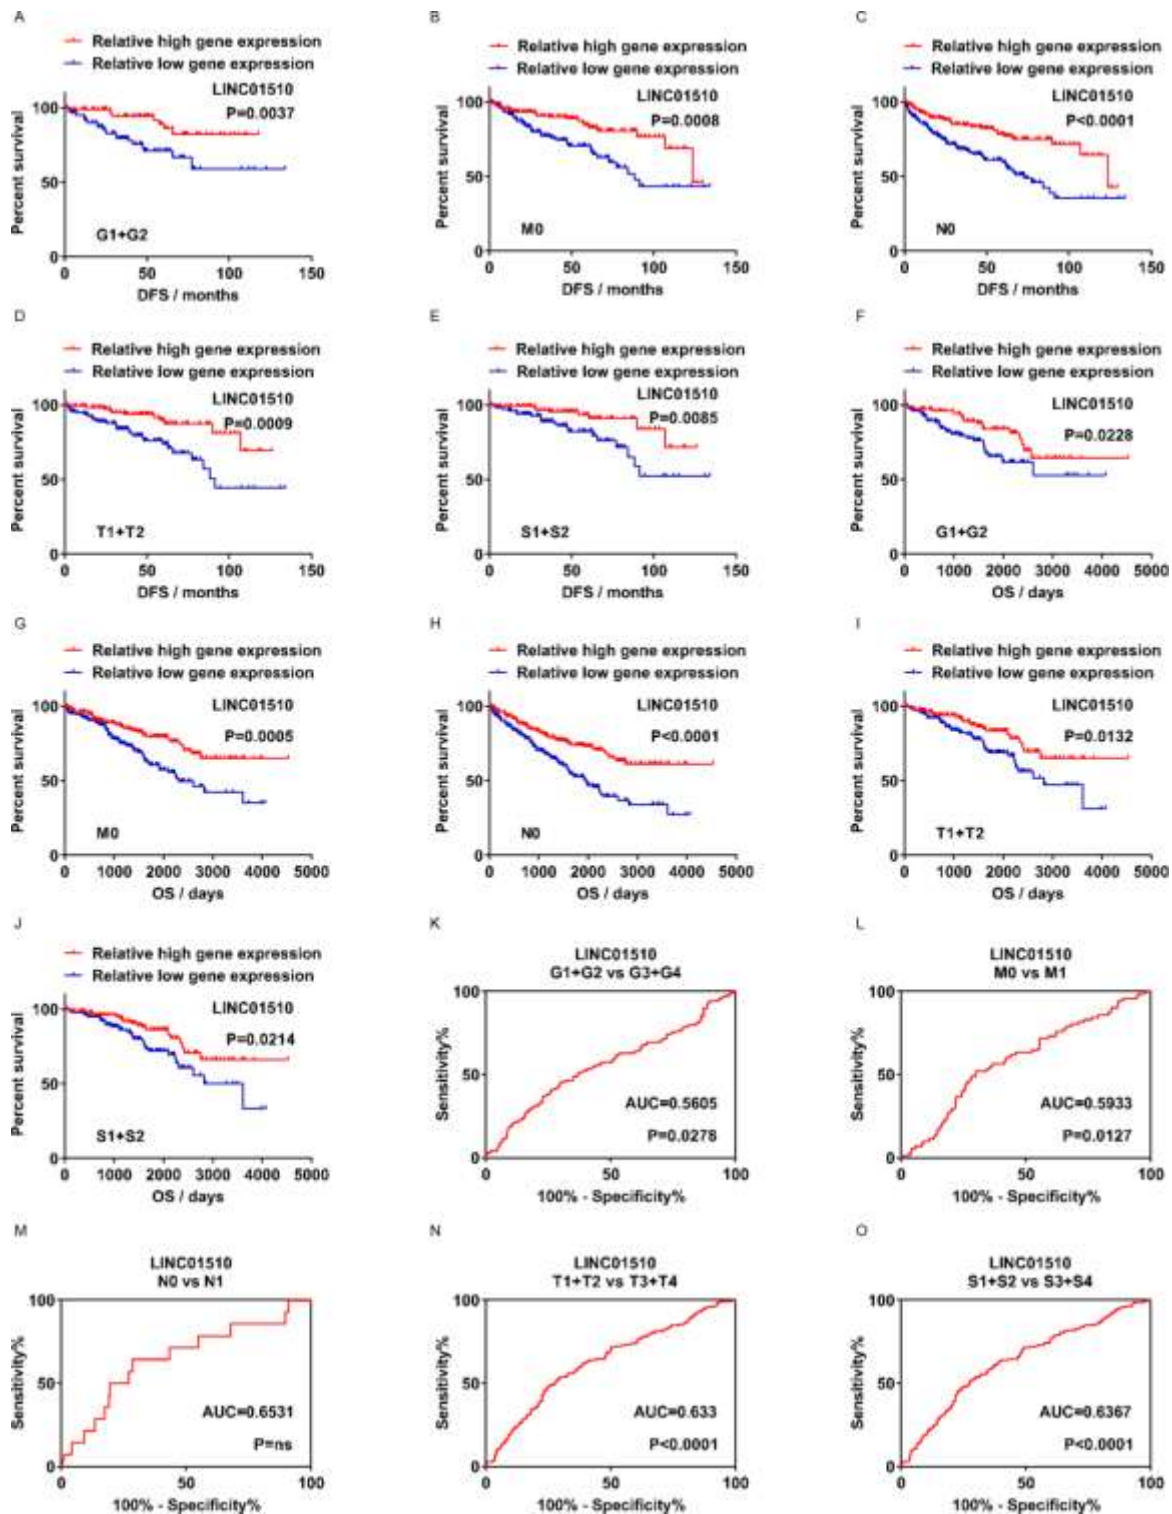 A
Relative high gene expression
Relative low gene expression
LINC01510
P=0.0037
100
50
0
Percent survival
G1+G2
0 50 100 150
DFS / months
B
Relative high gene expression
Relative low gene expression
LINC01510
P=0.0008
100
50
0
Percent survival
M0
0 50 100 150
DFS / months
C
Relative high gene expression
Relative low gene expression
LINC01510
P<0.0001
100
50
0
Percent survival
N0
0 50 100 150
DFS / months
D
Relative high gene expression
Relative low gene expression
LINC01510
P=0.0009
100
50
0
Percent survival
T1+T2
0 50 100 150
DFS / months
E
Relative high gene expression
Relative low gene expression
LINC01510
P=0.0085
100
50
0
Percent survival
S1+S2
0 50 100 150
DFS / months
F
Relative high gene expression
Relative low gene expression
LINC01510
P=0.0228
100
50
0
Percent survival
G1+G2
0 1000 2000 3000 4000 5000
OS / days
G
Relative high gene expression
Relative low gene expression
LINC01510
P=0.0005
100
50
0
Percent survival
M0
0 1000 2000 3000 4000 5000
OS / days
H
Relative high gene expression
Relative low gene expression
LINC01510
P<0.0001
100
50
0
Percent survival
N0
0 1000 2000 3000 4000 5000
OS / days
I
Relative high gene expression
Relative low gene expression
LINC01510
P=0.0132
100
50
0
Percent survival
T1+T2
0 1000 2000 3000 4000 5000
OS / days
J
Relative high gene expression
Relative low gene expression
LINC01510
P=0.0214
100
50
0
Percent survival
S1+S2
0 1000 2000 3000 4000 5000
OS / days
K
LINC01510
G1+G2 vs G3+G4
100
50
0
Sensitivity%
AUC=0.5605
P=0.0278
0 50 100
100% - Specificity%
L
LINC01510
M0 vs M1
100
50
0
Sensitivity%
AUC=0.5933
P=0.0127
0 50 100
100% - Specificity%
M
LINC01510
N0 vs N1
100
50
0
Sensitivity%
AUC=0.6531
P=ns
0 50 100
100% - Specificity%
N
LINC01510
T1+T2 vs T3+T4
100
50
0
Sensitivity%
AUC=0.633
P<0.0001
0 50 100
100% - Specificity%
O
LINC01510
S1+S2 vs S3+S4
100
50
0
Sensitivity%
AUC=0.6367
P<0.0001
0 50 100
100% - Specificity%